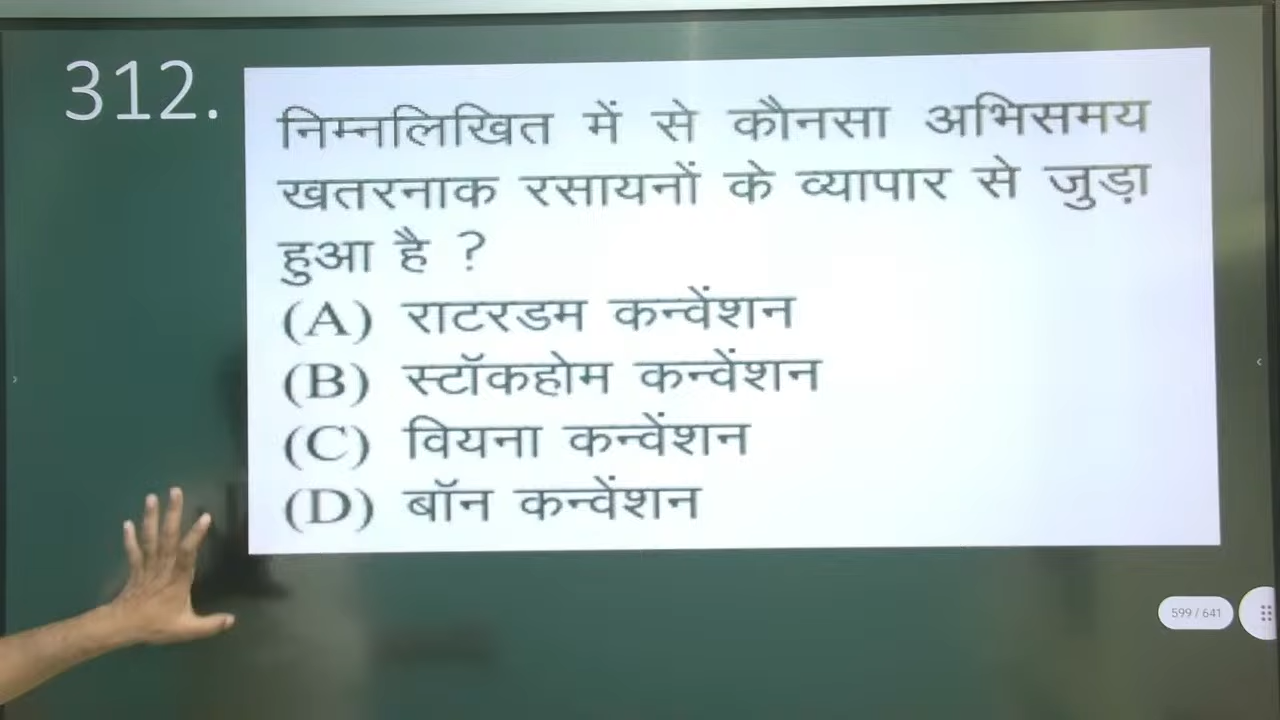 312.
निम्नलिखित में से कौनसा अभिसमय
खतरनाक रसायनों के व्यापार से जुड़ा
हुआ है ?
(A) राटरडम कन्वेंशन
(B) स्टॉकहोम कन्वेंशन
(C) वियना कन्वेंशन
(D) बॉन कन्वेंशन
599 / 641